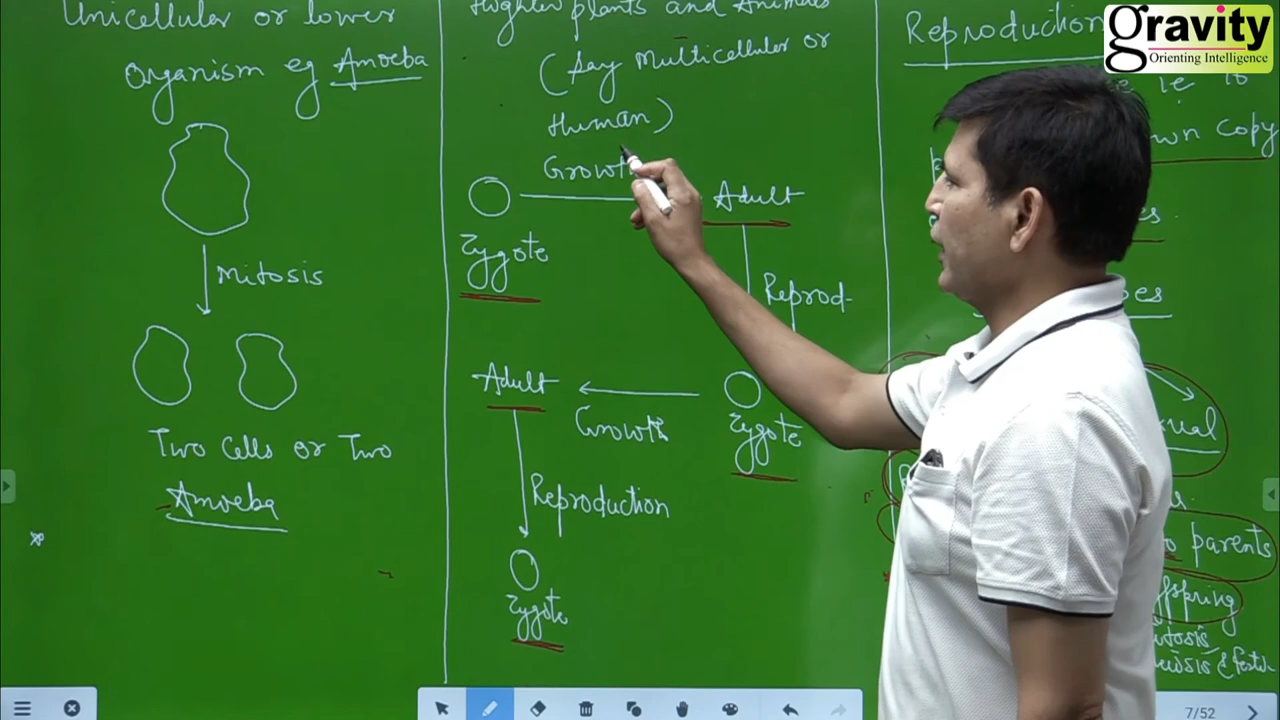 Unicellular or lower
Organism eg Amoeba
Mitosis
Two Cells or Two
Amoeba
Higher plants and Animals
(Say Multicellular or
Human)
Growth
Zygote
Adult
Reprod-
Adult
Growth
Zygote
Reproduction
Zygote
Reproduction
own copy
parents
gravity
Orienting Intelligence
7/52